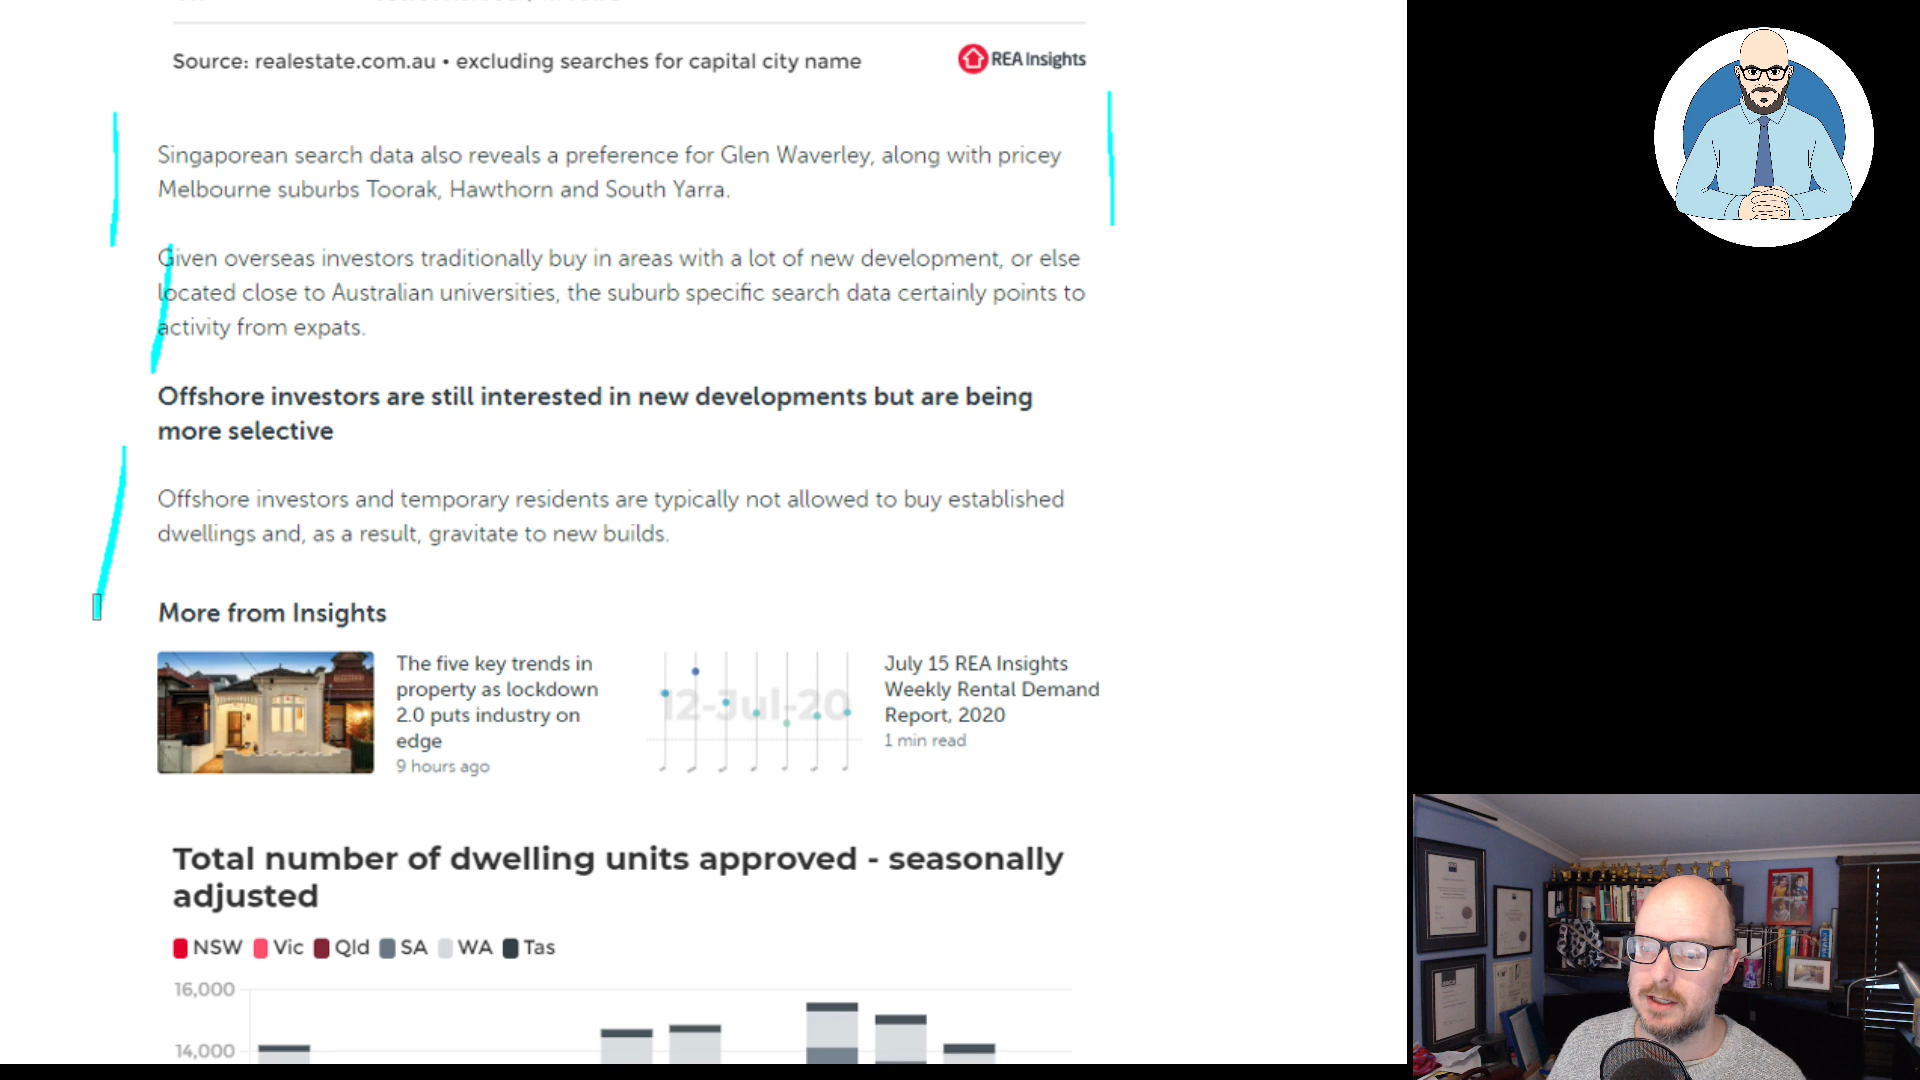 Source: realestate.com.au • excluding searches for capital city name
REA Insights
Singaporean search data also reveals a preference for Glen Waverley, along with pricey
Melbourne suburbs Toorak, Hawthorn and South Yarra.
Given overseas investors traditionally buy in areas with a lot of new development, or else
located close to Australian universities, the suburb specific search data certainly points to
activity from expats.
Offshore investors are still interested in new developments but are being
more selective
Offshore investors and temporary residents are typically not allowed to buy established
dwellings and, as a result, gravitate to new builds.
More from Insights
The five key trends in
property as lockdown
2.0 puts industry on
edge
9 hours ago
12-Jul-20
July 15 REA Insights
Weekly Rental Demand
Report, 2020
1 min read
Total number of dwelling units approved - seasonally
adjusted
NSW Vic Qld SA WA Tas
16,000
14,000